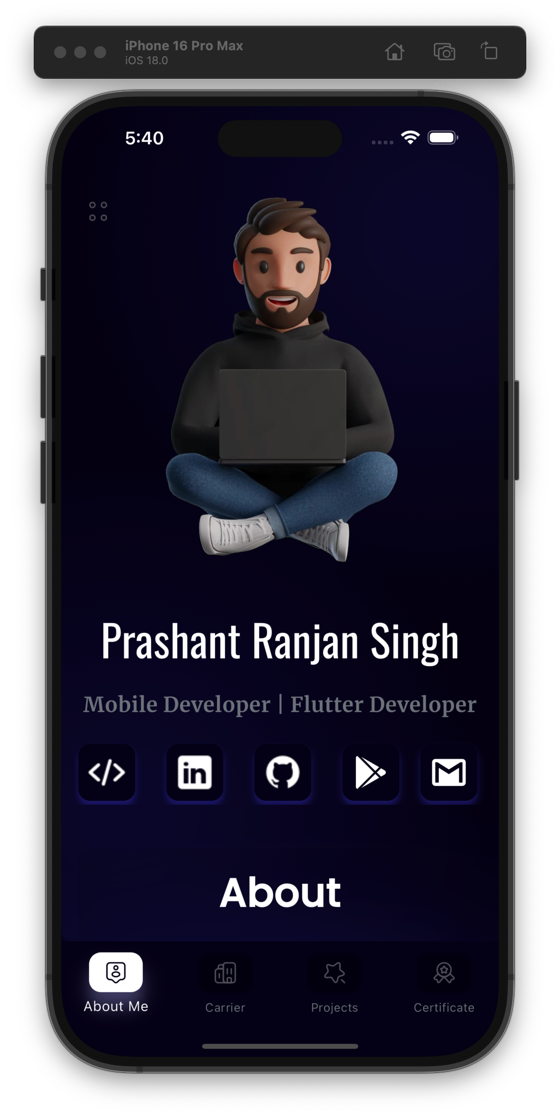 iPhone 16 Pro Max
iOS 18.0
5:40
Prashant Ranjan Singh
Mobile Developer | Flutter Developer
</>
in
About
About Me
Carrier
Projects
Certificate